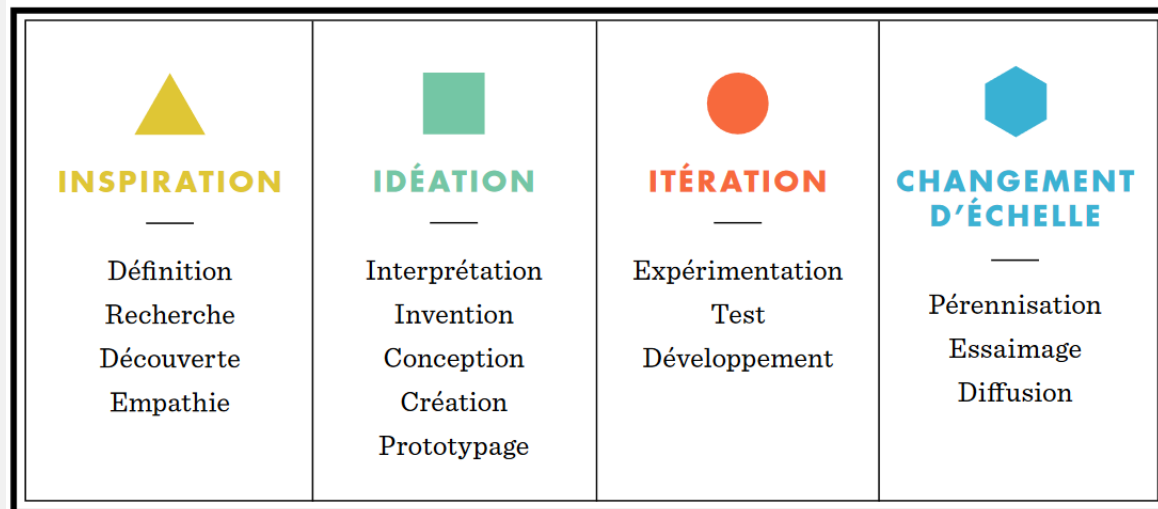 INSPIRATION
Définition
Recherche
Découverte
Empathie
IDÉATION
Interprétation
Invention
Conception
Création
Prototypage
ITÉRATION
Expérimentation
Test
Développement
CHANGEMENT
D’ÉCHELLE
Pérennisation
Essaimage
Diffusion